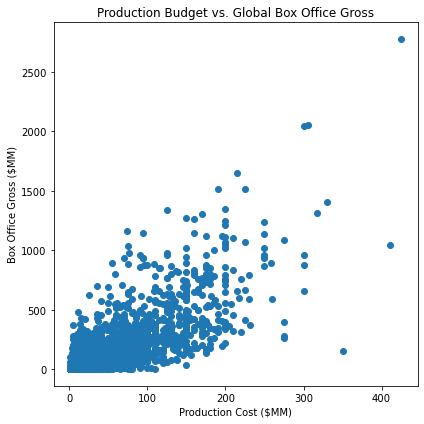 Production Budget vs. Global Box Office Gross
2500
2000
1500
1000
500
0
Box Office Gross ($MM)
0 100 200 300 400
Production Cost ($MM)